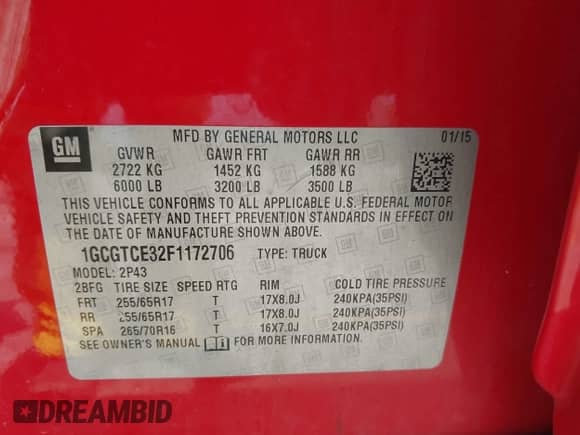 GM
MFD BY GENERAL MOTORS LLC 01/15
GVWR GAWR FRT GAWR RR
2722 KG 1452 KG 1588 KG
6000 LB 3200 LB 3500 LB
THIS VEHICLE CONFORMS TO ALL APPLICABLE U.S. FEDERAL MOTOR
VEHICLE SAFETY AND THEFT PREVENTION STANDARDS IN EFFECT ON
THE DATE OF MANUFACTURE SHOWN ABOVE.
1GCGTCE32F1172706 TYPE: TRUCK
MODEL: 2P43
2BFG TIRE SIZE SPEED RTG RIM COLD TIRE PRESSURE
FRT 255/65R17 T 17X8.0J 240KPA(35PSI)
RR 255/65R17 T 17X8.0J 240KPA(35PSI)
SPA 265/70R16 T 16X7.0J 240KPA(35PSI)
SEE OWNER'S MANUAL FOR MORE INFORMATION.
DREAMBID